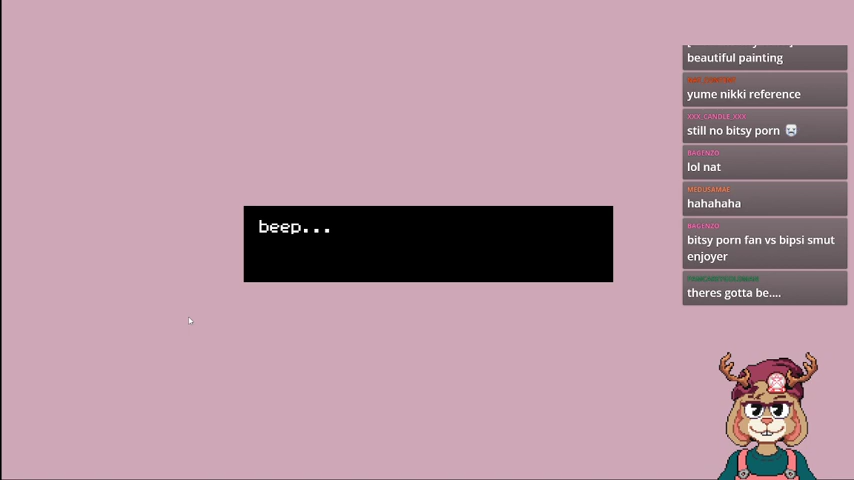 beep...
beautiful painting
yume nikki reference
XXX_CANDLE_XXX
still no bitsy porn
BAGENZO
lol nat
MEDUSAMAE
hahahaha
BAGENZO
bitsy porn fan vs bipsi smut
enjoyer
theres gotta be....